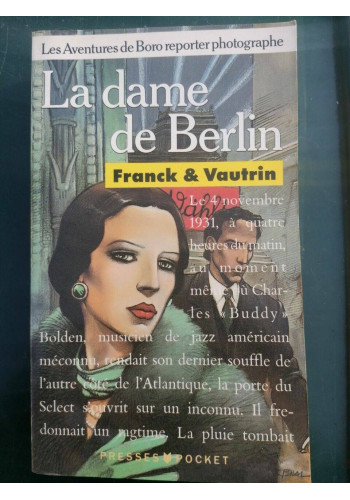 Les Aventures de Boro reporter photographe
La dame
de Berlin
Franck & Vautrin
Le 4 novembre
1931, à quatre
heures du matin,
au moment
même où Char-
les «Buddy»
Bolden, musicien de jazz américain
méconnu, rendait son dernier souffle de
l'autre côté de l'Atlantique, la porte du
Select s'ouvrit sur un inconnu. Il fre-
donnait un ragtime. La pluie tombait
PRESSES POCKET